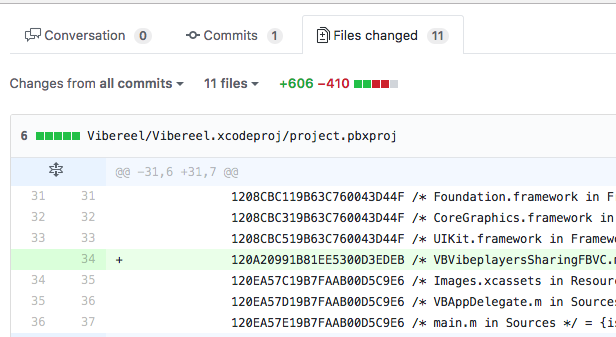 Conversation 0 Commits 1 Files changed 11
Changes from all commits 11 files +606 −410
6 Vibereel/Vibereel.xcodeproj/project.pbxproj
@@ -31,6 +31,7 @@
31 31 1208CBC119B63C760043D44F /* Foundation.framework in F
32 32 1208CBC319B63C760043D44F /* CoreGraphics.framework in
33 33 1208CBC519B63C760043D44F /* UIKit.framework in Framew
34 + 120A20991B81EE5300D3EDEB /* VBVibeplayersSharingFBVC.m
34 35 120EA57C19B7FAAB00D5C9E6 /* Images.xcassets in Resour
35 36 120EA57D19B7FAAB00D5C9E6 /* VBAppDelegate.m in Sources
36 37 120EA57E19B7FAAB00D5C9E6 /* main.m in Sources */ = {is